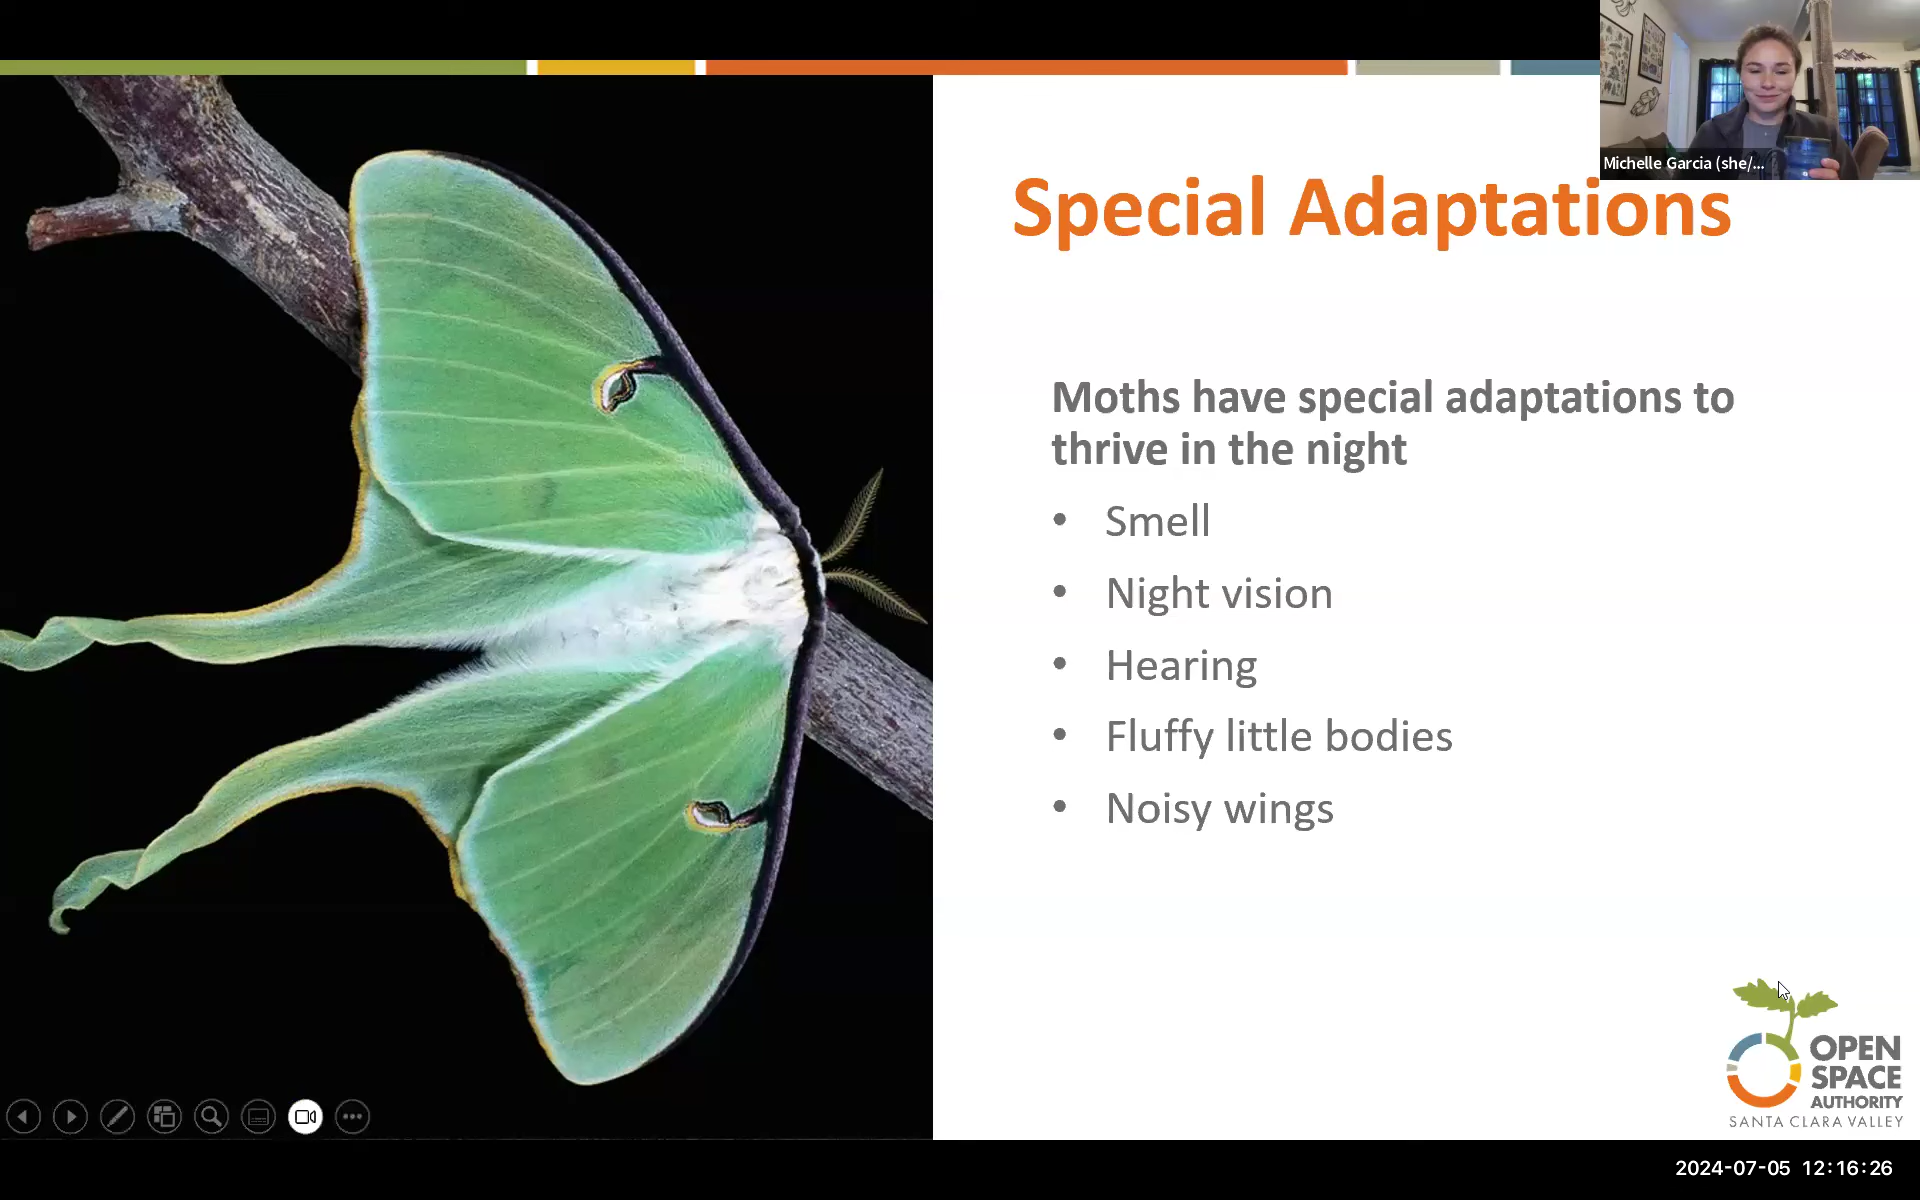 Michelle Garcia (she/...
Special Adaptations
Moths have special adaptations to
thrive in the night
• Smell
• Night vision
• Hearing
• Fluffy little bodies
• Noisy wings
OPEN
SPACE
AUTHORITY
SANTA CLARA VALLEY
2024-07-05 12:16:26